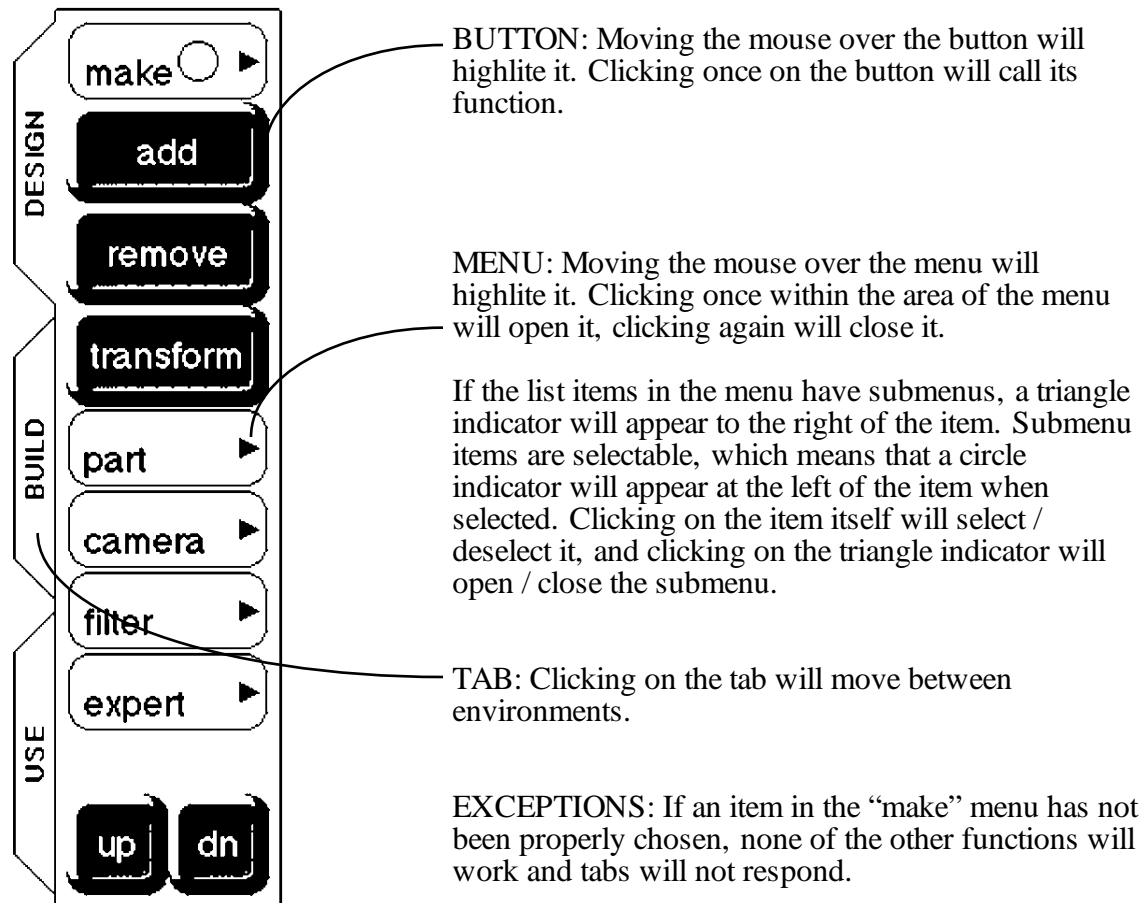 make
add
remove
transform
part
camera
filter
expert
up dn
DESIGN
BUILD
USE
BUTTON: Moving the mouse over the button will
highlite it. Clicking once on the button will call its
function.
MENU: Moving the mouse over the menu will
highlite it. Clicking once within the area of the menu
will open it, clicking again will close it.
If the list items in the menu have submenus, a triangle
indicator will appear to the right of the item. Submenu
items are selectable, which means that a circle
indicator will appear at the left of the item when
selected. Clicking on the item itself will select /
deselect it, and clicking on the triangle indicator will
open / close the submenu.
TAB: Clicking on the tab will move between
environments.
EXCEPTIONS: If an item in the “make” menu has not
been properly chosen, none of the other functions will
work and tabs will not respond.